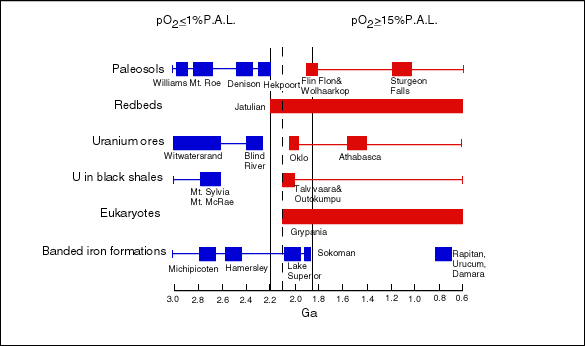 pO2≤1%P.A.L. pO2≥15%P.A.L.
Paleosols
Williams Mt. Roe Denison Hekpoort Flin Flon& Sturgeon
Wolhaarkop Falls
Redbeds Jatulian
Uranium ores
Witwatersrand Blind Oklo Athabasca
River
U in black shales
Mt. Sylvia Talvivaara&
Mt. McRae Outokumpu
Eukaryotes
Grypania
Banded iron formations Sokoman Rapitan,
Michipicoten Hamersley Lake Urucum,
Superior Damara
3.0 2.8 2.6 2.4 2.2 2.0 1.8 1.6 1.4 1.2 1.0 0.8 0.6
Ga